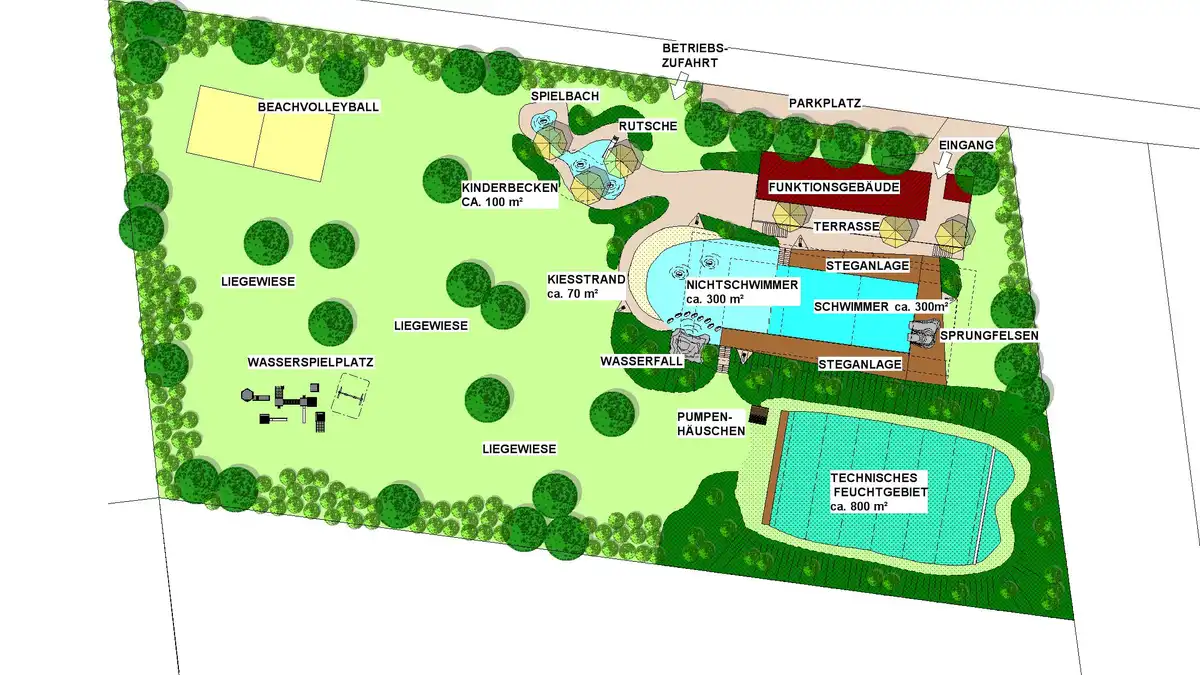 BETRIEBS-
ZUFAHRT
SPIELBACH
PARKPLATZ
BEACHVOLLEYBALL
RUTSCHE
EINGANG
KINDERBECKEN
CA. 100 m²
FUNKTIONSGEBÄUDE
TERRASSE
STEGANLAGE
LIEGEWIESE
KIESSTRAND
ca. 70 m²
NICHTSCHWIMMER
ca. 300 m²
SCHWIMMER ca. 300m²
LIEGEWIESE
SPRUNGFELSEN
WASSERSPIELPLATZ
WASSERFALL
STEGANLAGE
PUMPEN-
HÄUSCHEN
LIEGEWIESE
TECHNISCHES
FEUCHTGEBIET
ca. 800 m²